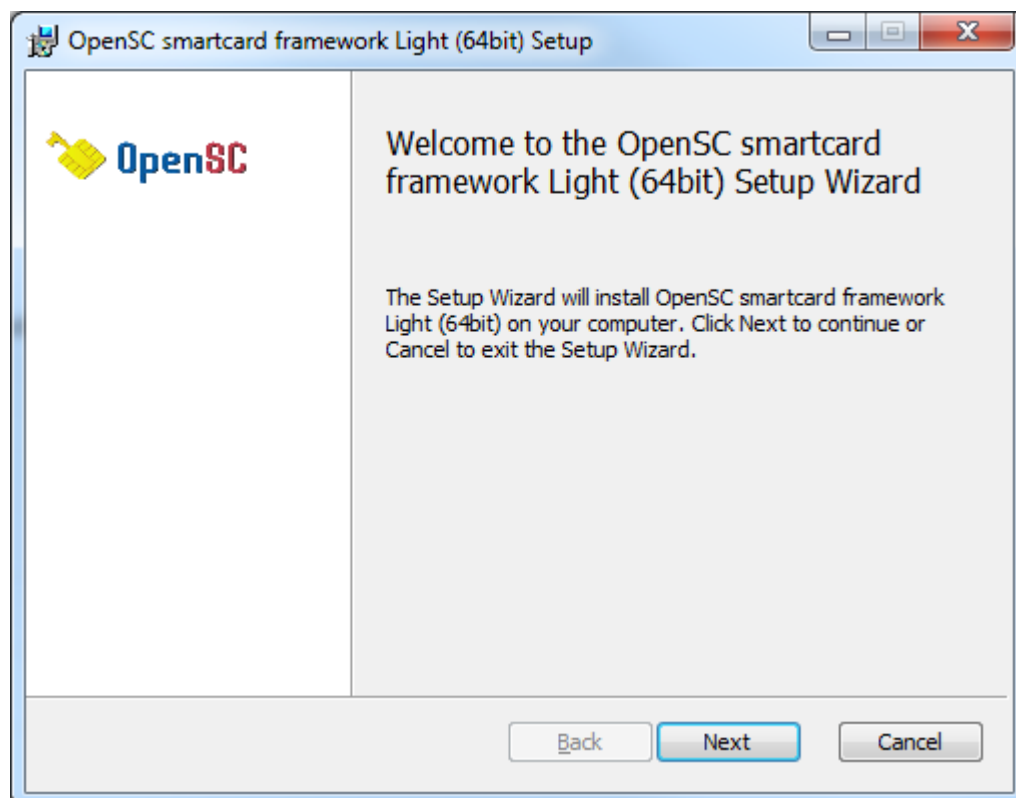 OpenSC smartcard framework Light (64bit) Setup
OpenSC
Welcome to the OpenSC smartcard
framework Light (64bit) Setup Wizard
The Setup Wizard will install OpenSC smartcard framework
Light (64bit) on your computer. Click Next to continue or
Cancel to exit the Setup Wizard.
Back
Next
Cancel